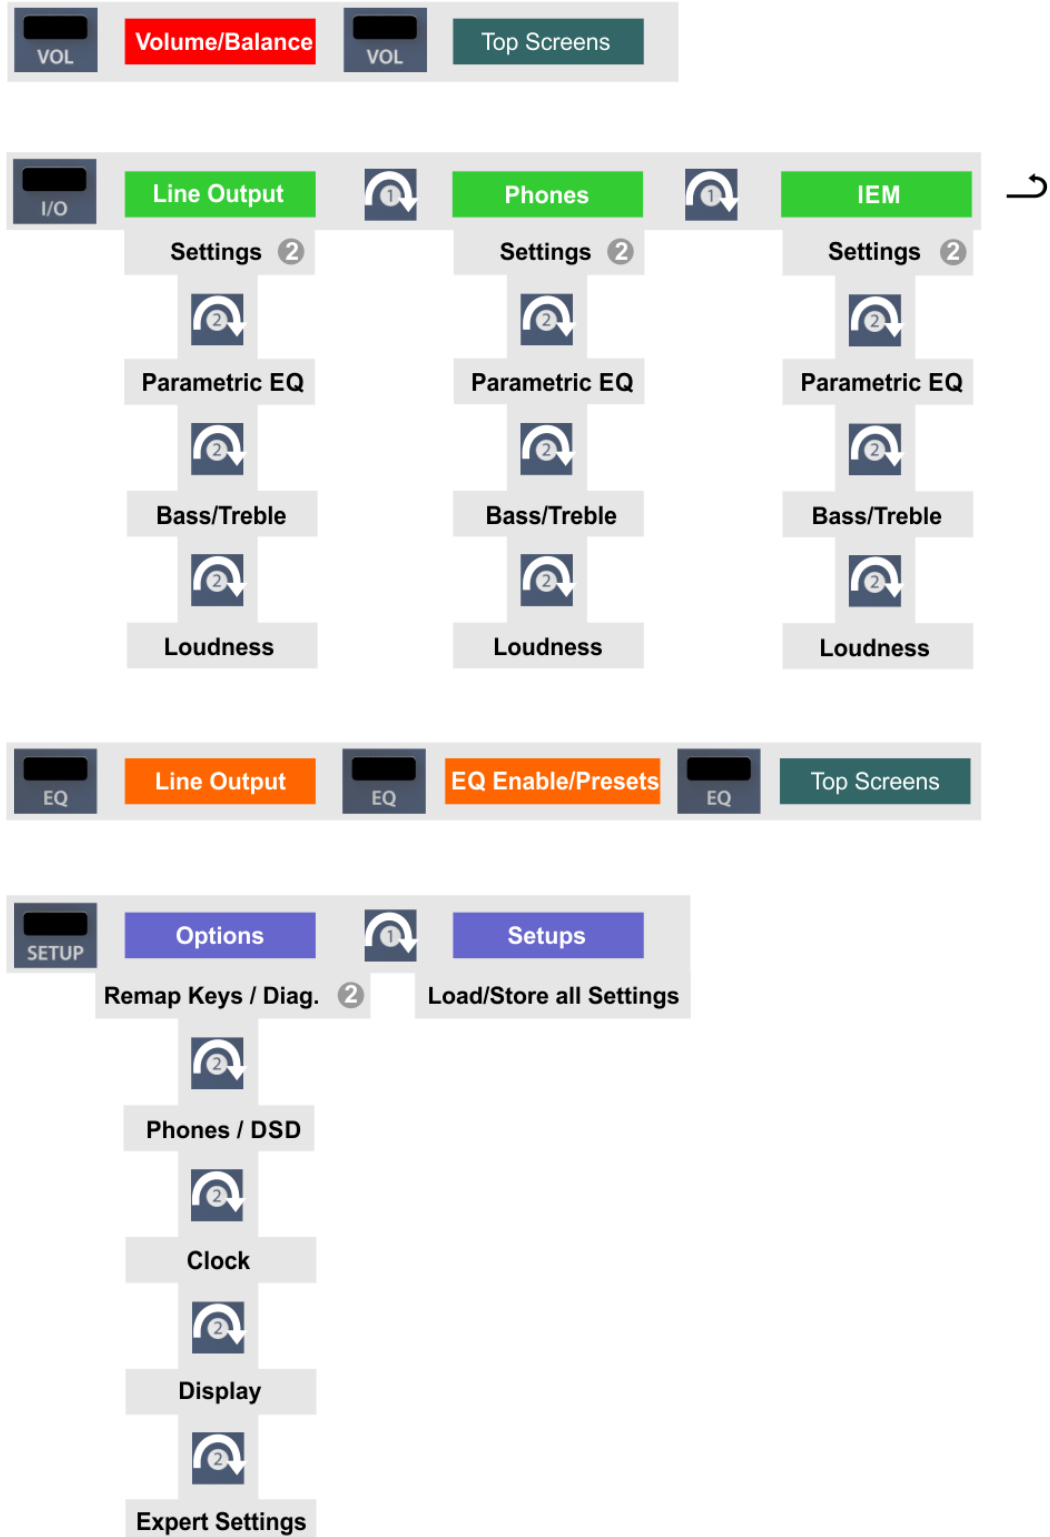 VOL Volume/Balance VOL Top Screens
I/O Line Output 1 Phones 1 IEM
Settings 2 Settings 2 Settings 2
2 2 2
Parametric EQ Parametric EQ Parametric EQ
2 2 2
Bass/Treble Bass/Treble Bass/Treble
2 2 2
Loudness Loudness Loudness
EQ Line Output EQ EQ Enable/Presets EQ Top Screens
SETUP Options 1 Setups
Remap Keys / Diag. 2 Load/Store all Settings
2
Phones / DSD
2
Clock
2
Display
2
Expert Settings